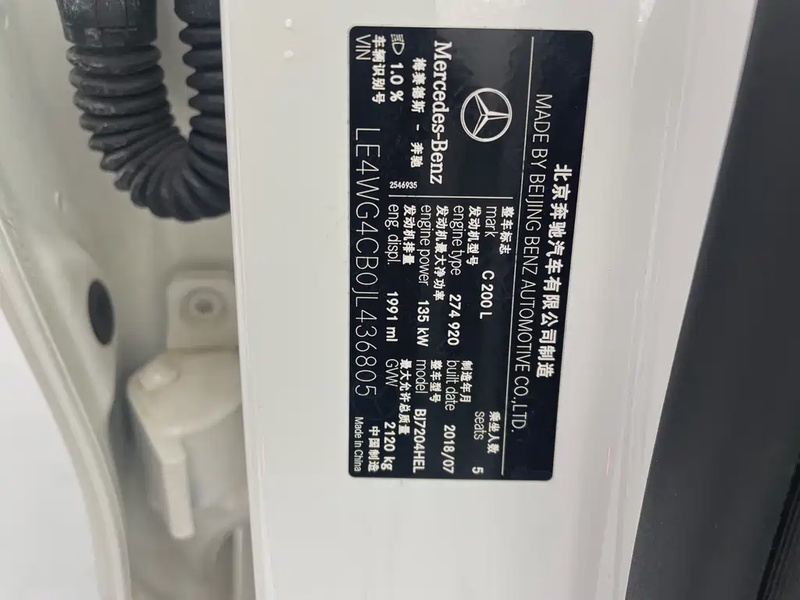 北京奔驰汽车有限公司制造
MADE BY BEIJING BENZ AUTOMOTIVE CO.,LTD.
Mercedes-Benz
梅赛德斯 - 奔驰
2546935
整车标志
mark C 200 L
乘坐人数
seats 5
发动机型号
engine type 274 920
制造年月
built date 2018/07
发动机最大净功率
engine power 135 kW
整车型号
model BJ7204HEL
发动机排量
eng. displ. 1991 ml
最大允许总质量
GVW 2120 kg
1.0 %
车辆识别号
VIN LE4WG4CB0JL436805
中国制造
Made in China